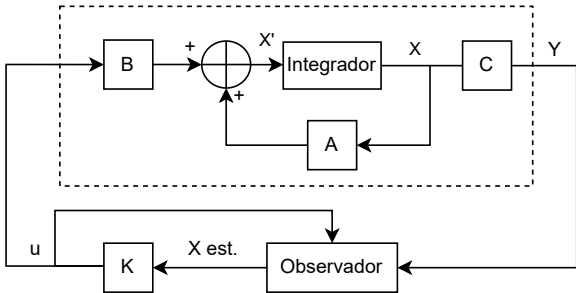 B
+
X'
Integrador
X
C
Y
+
A
u
K
X est.
Observador